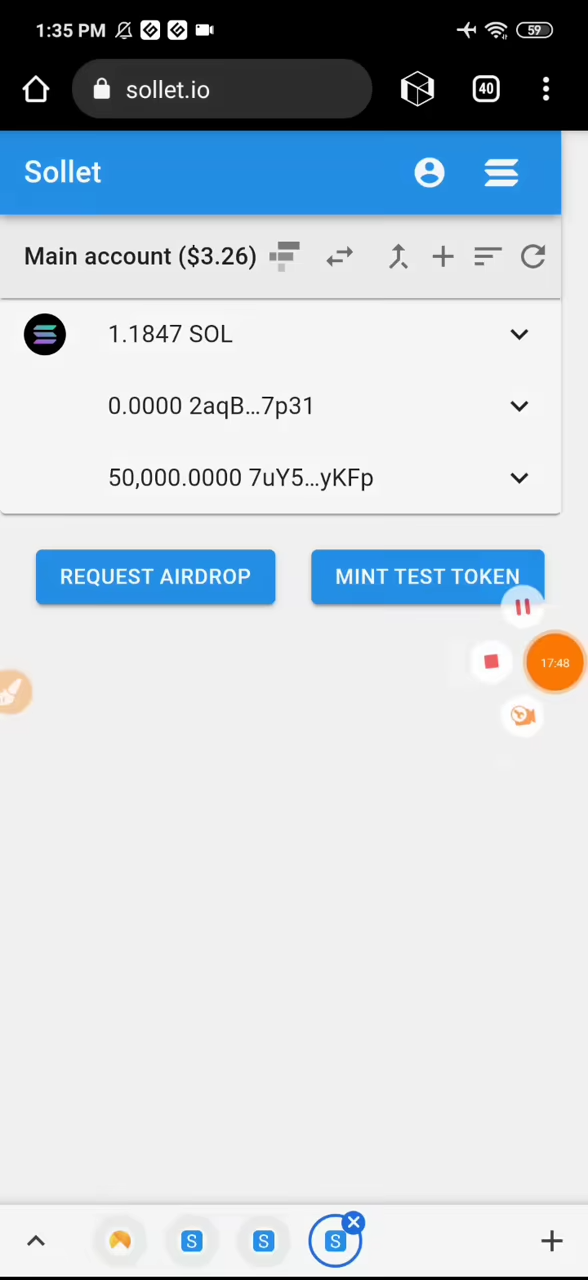 1:35 PM 59
sollet.io 40
Sollet
Main account ($3.26)
1.1847 SOL
0.0000 2aqB...7p31
50,000.0000 7uY5...yKFp
REQUEST AIRDROP MINT TEST TOKEN
17:48
S S S